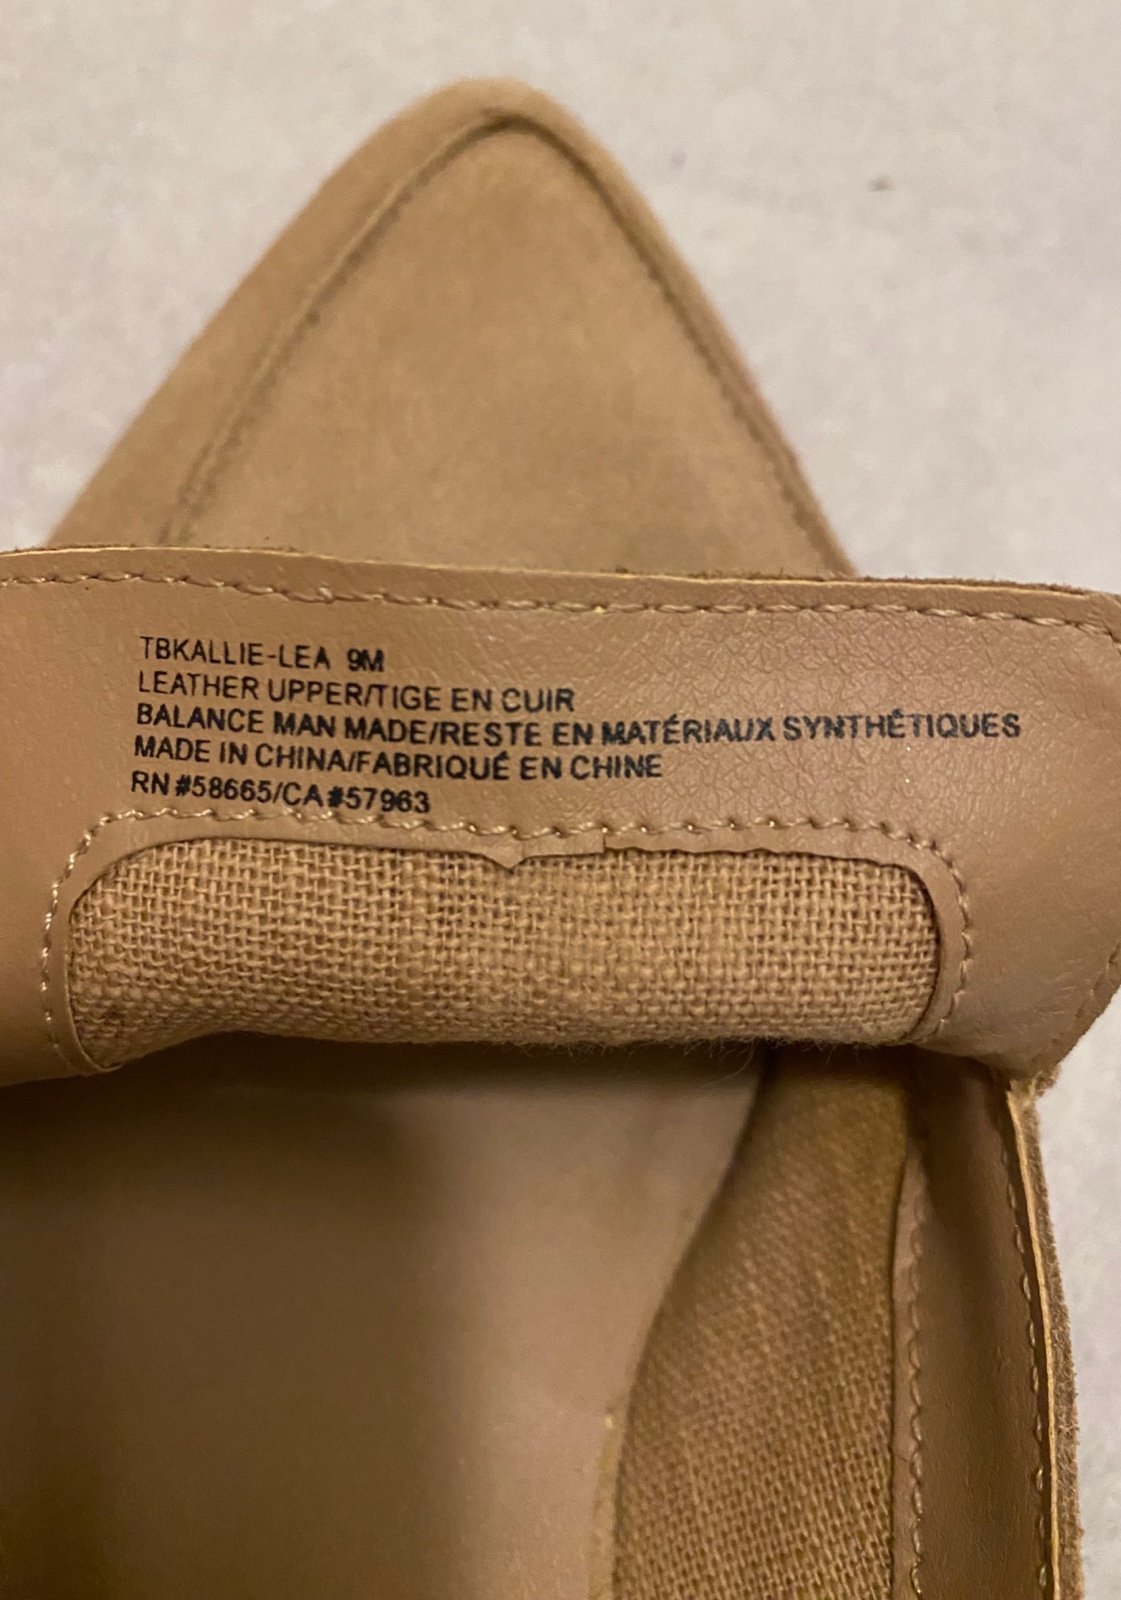 TBKALLIE-LEA 9M
LEATHER UPPER/TIGE EN CUIR
BALANCE MAN MADE/RESTE EN MATÉRIAUX SYNTHÉTIQUES
MADE IN CHINA/FABRIQUÉ EN CHINE
RN #58665/CA#57963